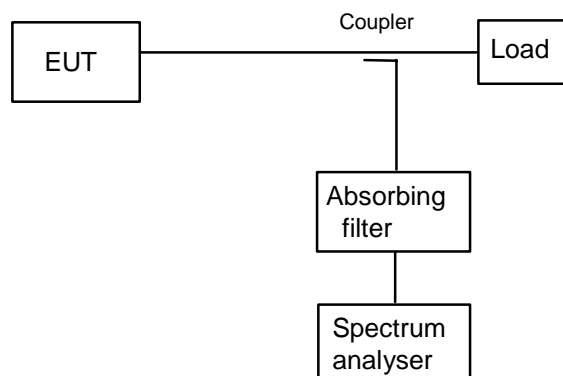 Coupler
EUT
Load
Absorbing
filter
Spectrum
analyser